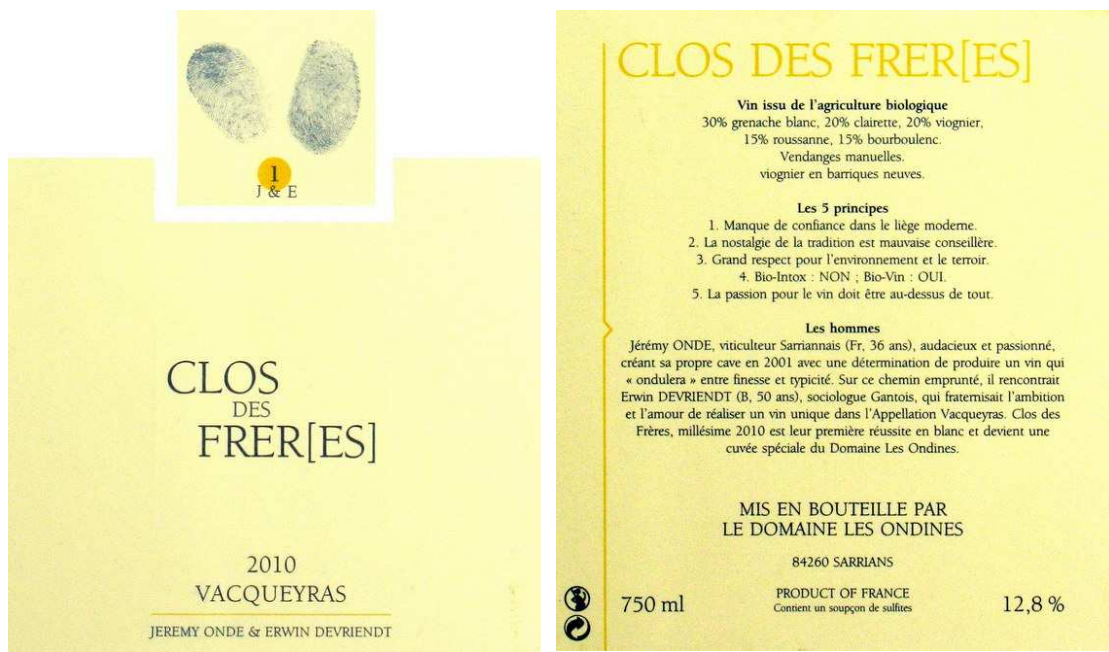 1
J & E
CLOS
DES
FRER[ES]
2010
VACQUEYRAS
JEREMY ONDE & ERWIN DEVRIENDT
CLOS DES FRER[ES]
Vin issu de l'agriculture biologique
30% grenache blanc, 20% clairette, 20% viognier,
15% roussanne, 15% bourboulenc.
Vendanges manuelles.
viognier en barriques neuves.
Les 5 principes
1. Manque de confiance dans le liège moderne.
2. La nostalgie de la tradition est mauvaise conseillère.
3. Grand respect pour l'environnement et le terroir.
4. Bio-Intox : NON ; Bio-Vin : OUI.
5. La passion pour le vin doit être au-dessus de tout.
Les hommes
Jérémy ONDE, viticulteur Sarriannais (Fr, 36 ans), audacieux et passionné,
créant sa propre cave en 2001 avec une détermination de produire un vin qui
« ondulera » entre finesse et typicité. Sur ce chemin emprunté, il rencontrait
Erwin DEVRIENDT (B, 50 ans), sociologue Gantois, qui fraternisait l'ambition
et l'amour de réaliser un vin unique dans l'Appellation Vacqueyras. Clos des
Frères, millésime 2010 est leur première réussite en blanc et devient une
cuvée spéciale du Domaine Les Ondines.
MIS EN BOUTEILLE PAR
LE DOMAINE LES ONDINES
84260 SARRIANS
750 ml
PRODUCT OF FRANCE
Contient un soupçon de sulfites
12,8 %